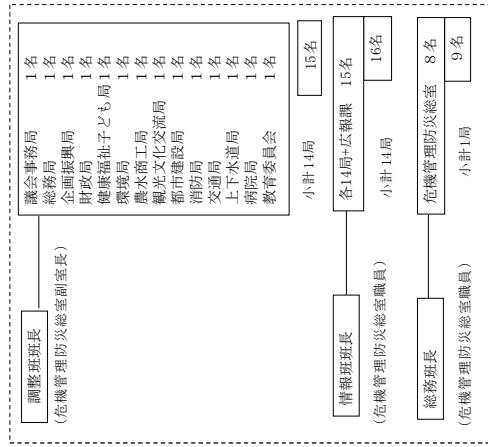 調整班班長
(危機管理防災総室副室長)
議会事務局 1名
総務局 1名
企画振興局 1名
財政局 1名
健康福祉子ども局 1名
環境局 1名
農水商工局 1名
観光文化交流局 1名
都市建設局 1名
消防局 1名
交通局 1名
上下水道局 1名
病院局 1名
教育委員会 1名
小計14局 15名
情報班班長
(危機管理防災総室職員)
各14局+広報課 15名
小計14局 16名
総務班長
(危機管理防災総室職員)
危機管理防災総室 8名
小計1局 9名